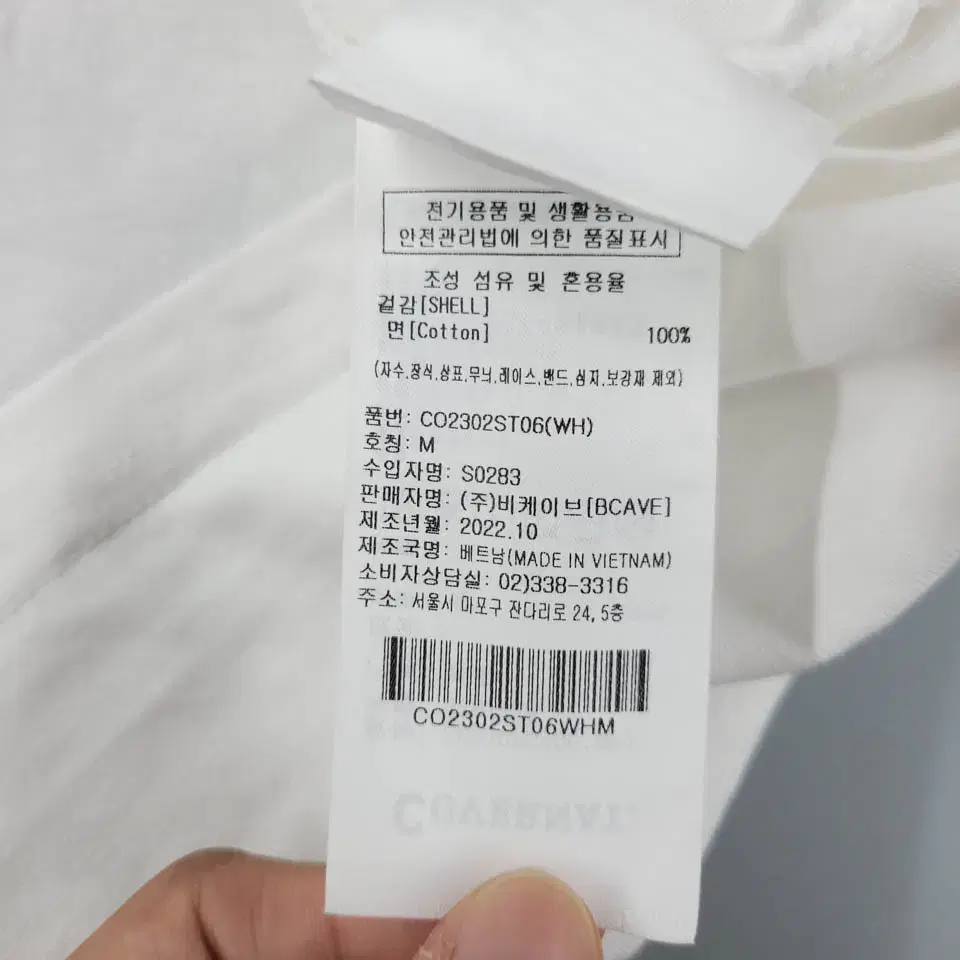 전기용품 및 생활용품
안전관리법에 의한 품질표시
조성 섬유 및 혼용율
겉감[SHELL]
면[Cotton] 100%
(자수,장식,상표,무늬,레이스,밴드,심지,보강재 제외)
품번: CO2302ST06(WH)
호칭: M
수입자명: S0283
판매자명: (주)비케이브[BCAVE]
제조년월: 2022.10
제조국명: 베트남(MADE IN VIETNAM)
소비자상담실: 02)338-3316
주소: 서울시 마포구 잔다리로 24, 5층
CO2302ST06WHM
COVERNAT